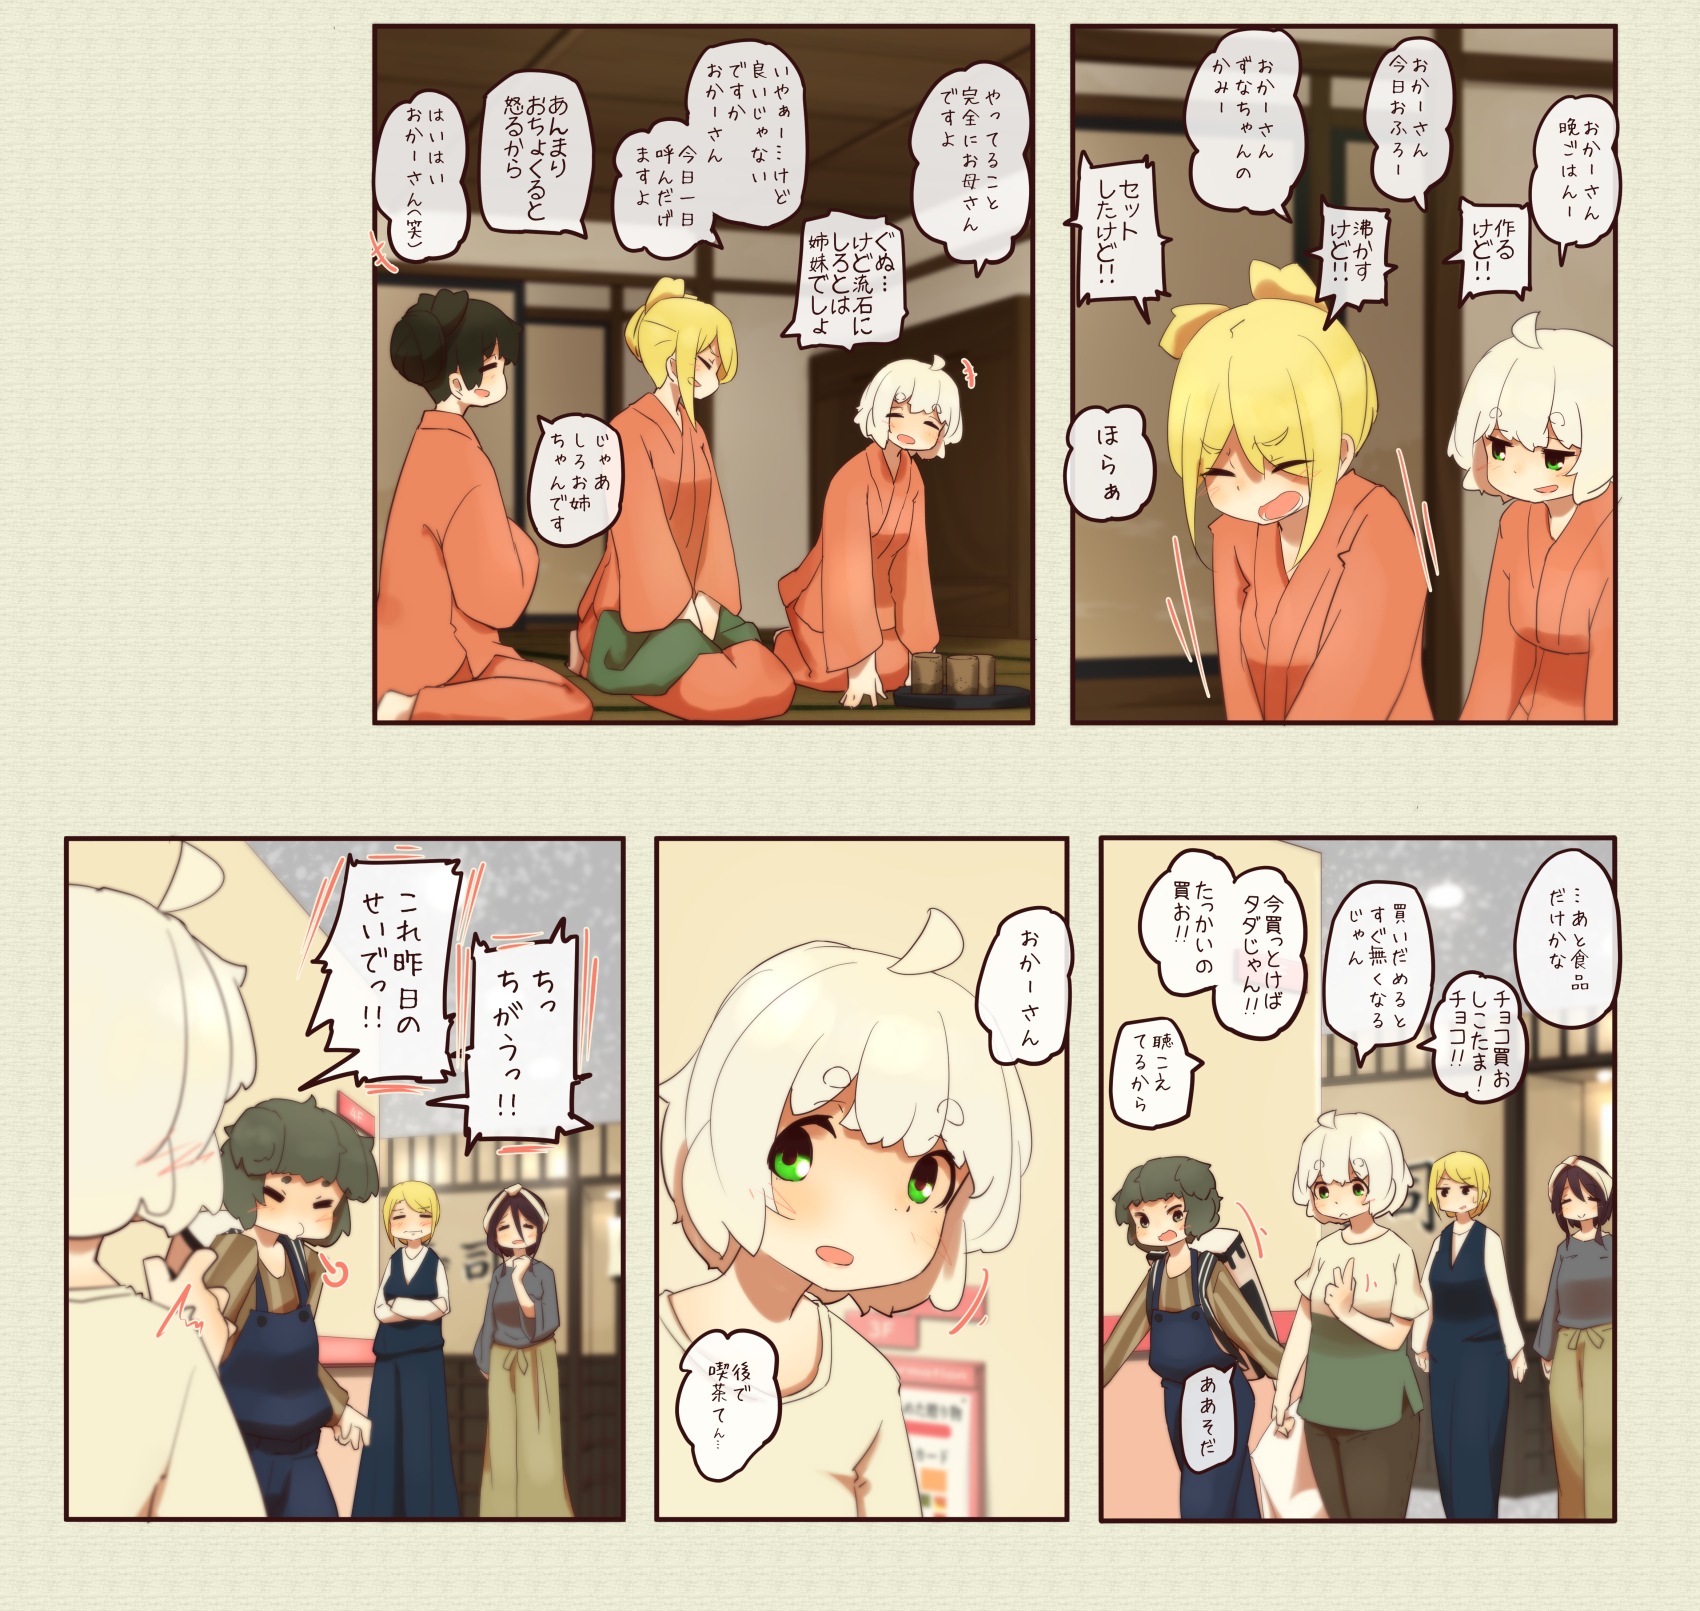 おかーさん
晩ごはんー
作る
けど!!
おかーさん
今日おふろー
沸かす
けど!!
おかーさん
ずなちゃんの
かみー
セット
したけど!!
ほらぁ
やってること
完全にお母さん
ですよ
ぐぬ…
けど流石に
しろとは
姉妹でしょ
いやぁー…けど
良いじゃない
ですか
おかーさん
今日一日
呼んだげ
ますよ
じゃあ
しろお姉
ちゃんです
あんまり
おちょくると
怒るから
はいはい
おかーさん(笑)
…あと食品
だけかな
チョコ買お
しこたま!
チョコ!!
買いだめると
すぐ無くなる
じゃん
今買っとけば
タダじゃん!!
たっかいの
買お!!
聴こえ
てるから
ああそだ
司
おかーさん
後で
喫茶てん…
3F
ちっ
ちがうっ!!
これ昨日の
せいでっ!!
4F
司